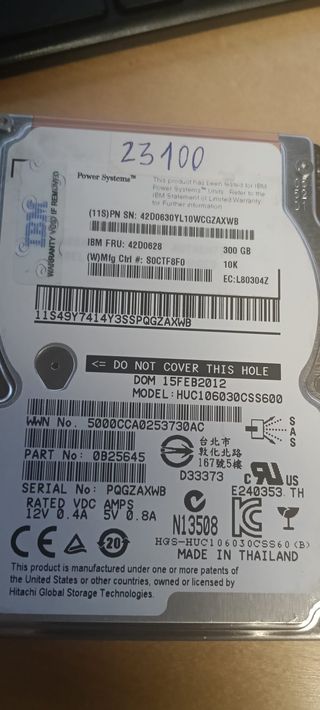 23100
Power Systems™
This product has been tested for IBM
Power Systems™ Units. Refer to the
IBM Statement of Limited Warranty
for Further information
IBM
WARRANTY VOID IF REMOVED
(11S)PN SN: 42D0630YL10WCGZAXWB
IBM FRU: 42D0628
300 GB
(W)Mfg Ctrl #: S0CTF8F0
10K
EC:L80304Z
11S49Y7414Y3SSPQGZAXWB
<= DO NOT COVER THIS HOLE
DOM 15FEB2012
MODEL:HUC106030CSS600
WWN No. 5000CCA0253730AC
SAS
PART No: 0B25645
台北市
敦化北路
167號5樓
D33373
SERIAL No: PQGZAXWB
RATED VDC AMPS
12V 0.4A 5V 0.8A
C US
E240353 TH
N13508
CE
20
HGS-HUC106030CSS60(B)
MADE IN THAILAND
This product is manufactured under one or more patents of
the United States or other countries, owned or licensed by
Hitachi Global Storage Technologies.